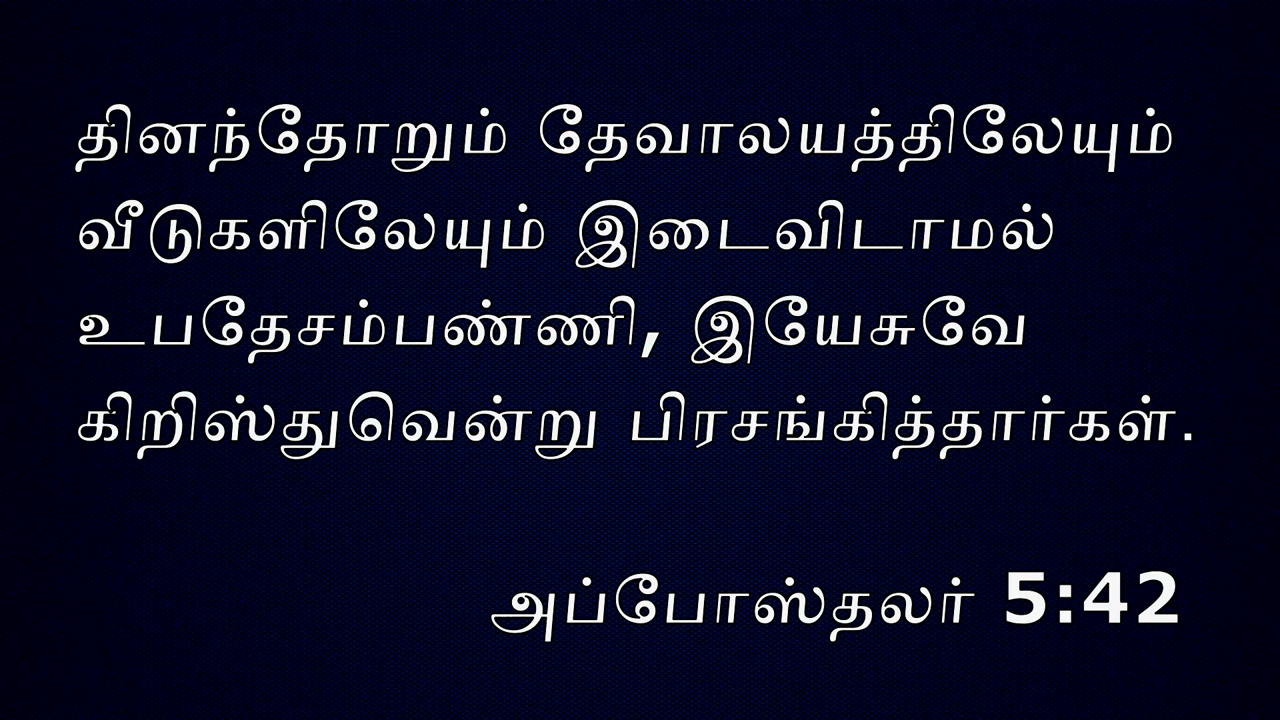 தினந்தோறும் தேவாலயத்திலேயும்
வீடுகளிலேயும் இடைவிடாமல்
உபதேசம்பண்ணி, இயேசுவே
கிறிஸ்துவென்று பிரசங்கித்தார்கள்.
அப்போஸ்தலர் 5:42